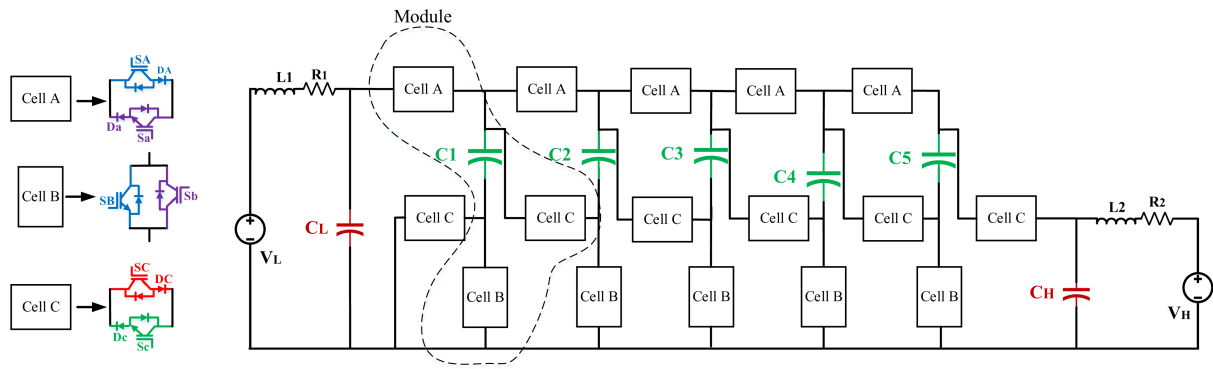 Module
Cell A
SA
DA
Da
Sa
Cell B
SB
Sb
Cell C
SC
DC
Dc
Sc
L1
R1
Cell A
Cell A
Cell A
Cell A
Cell A
C1
C2
C3
C4
C5
VL
CL
Cell C
Cell C
Cell C
Cell C
Cell C
Cell C
L2
R2
Cell B
Cell B
Cell B
Cell B
Cell B
CH
VH